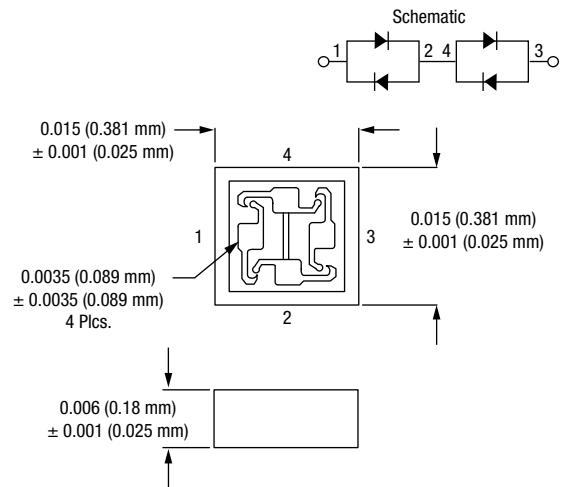 Schematic
1
2 4
3
0.015 (0.381 mm)
± 0.001 (0.025 mm)
4
0.015 (0.381 mm)
± 0.001 (0.025 mm)
1
3
0.0035 (0.089 mm)
± 0.0035 (0.089 mm)
4 Plcs.
2
0.006 (0.18 mm)
± 0.001 (0.025 mm)